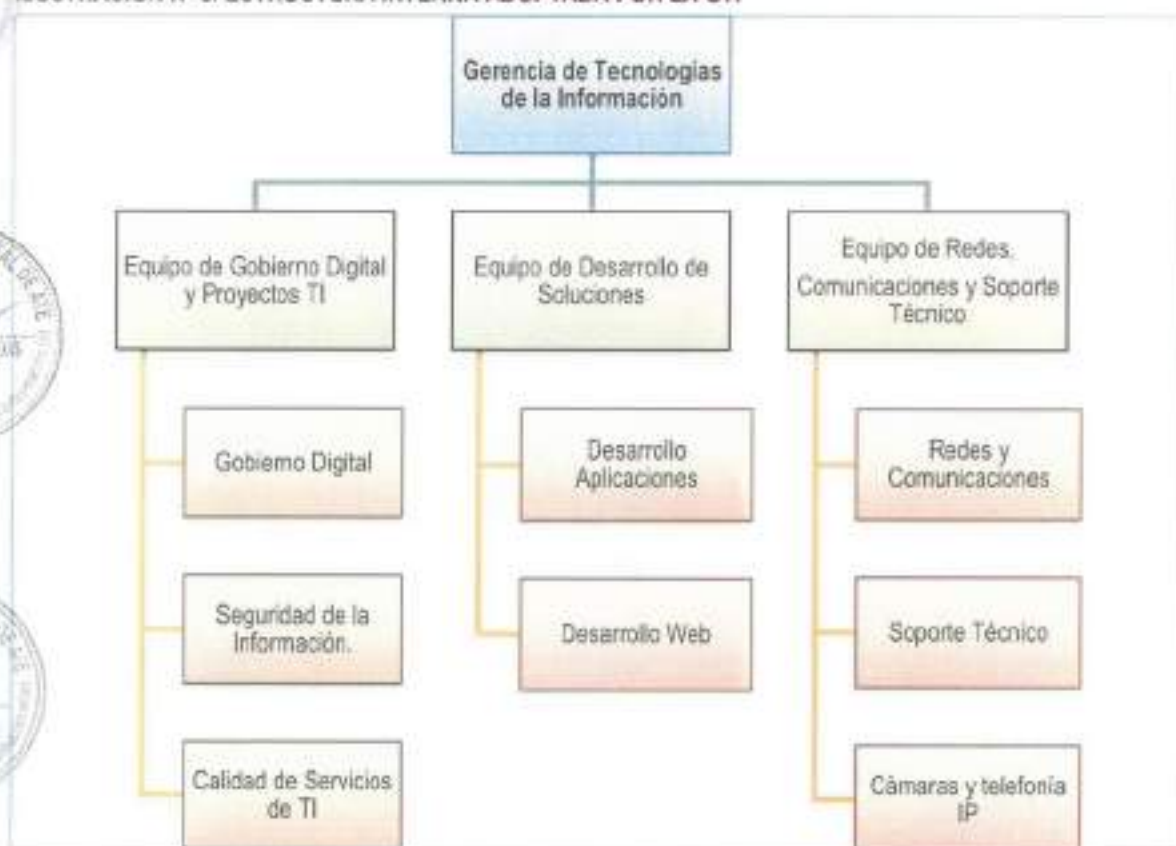 Gerencia de Tecnologías
de la Información
Equipo de Gobierno Digital
y Proyectos TI
Equipo de Desarrollo de
Soluciones
Equipo de Redes,
Comunicaciones y Soporte
Técnico
Gobierno Digital
Desarrollo
Aplicaciones
Redes y
Comunicaciones
Seguridad de la
Información.
Desarrollo Web
Soporte Técnico
Calidad de Servicios
de TI
Cámaras y telefonía
IP